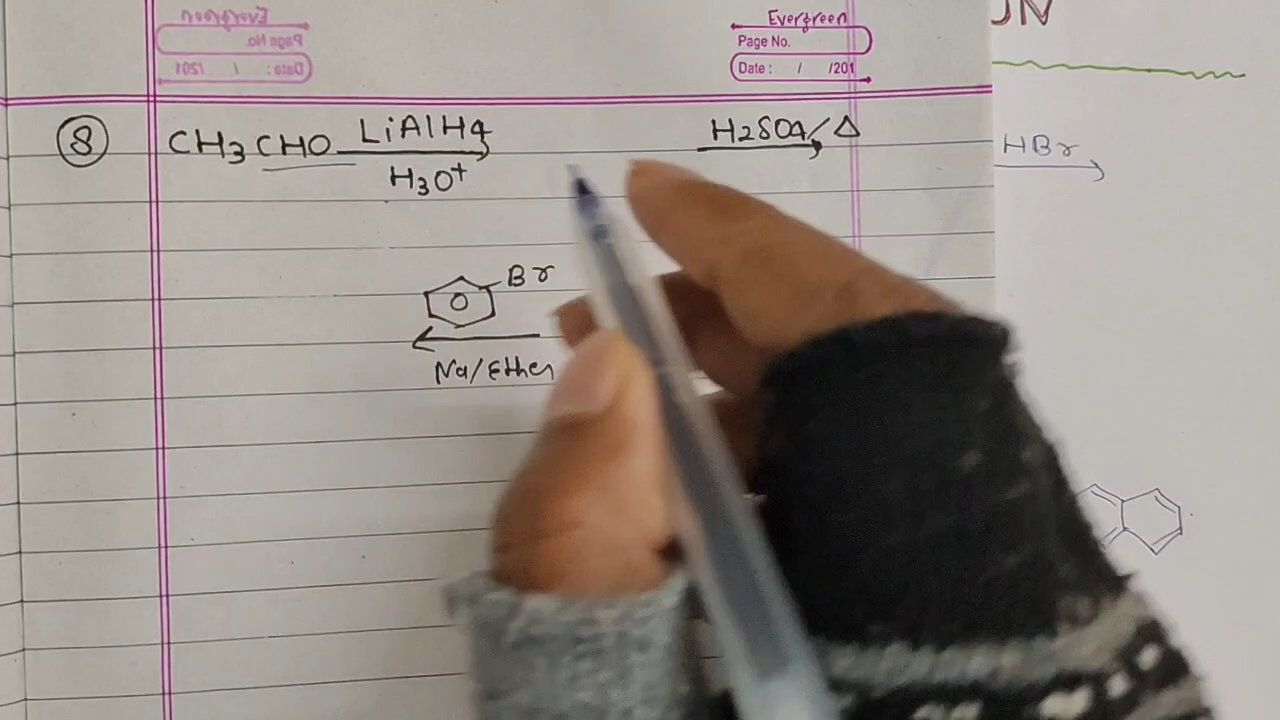 Evergreen
Page No.
Date : / /201
⑧ CH3CHO LiAlH4 H2SO4/Δ
H3O+
HBr
Br
Na/Ether